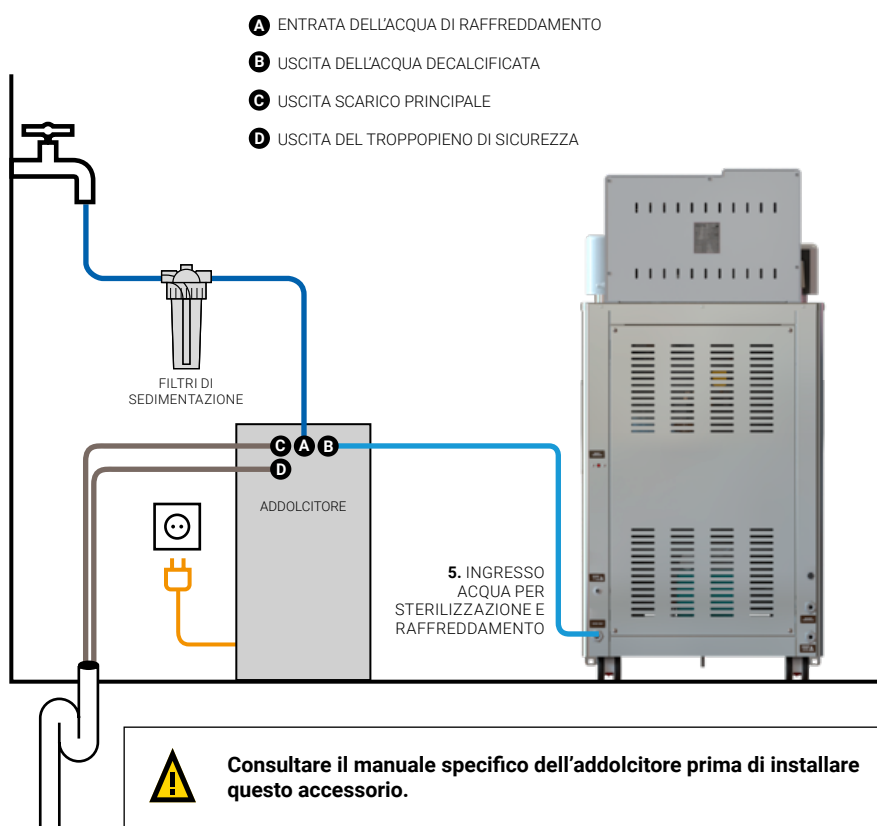 A ENTRATA DELL'ACQUA DI RAFFREDDAMENTO
B USCITA DELL'ACQUA DECALCIFICATA
C USCITA SCARICO PRINCIPALE
D USCITA DEL TROPPOPIENO DI SICUREZZA
FILTRI DI
SEDIMENTAZIONE
C A B
D
ADDOLCITORE
5. INGRESSO
ACQUA PER
STERILIZZAZIONE E
RAFFREDDAMENTO
Consultare il manuale specifico dell'addolcitore prima di installare
questo accessorio.